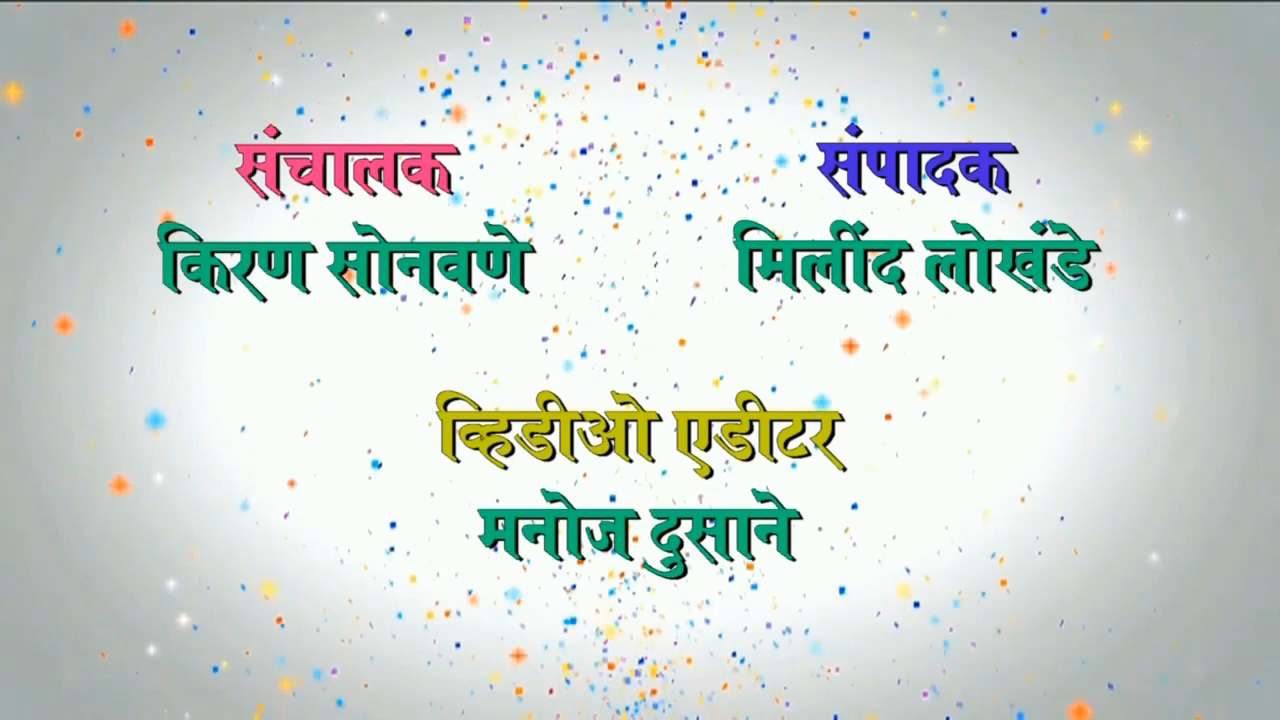 संचालक
किरण सोनवणे
संपादक
मिलींद लोखंडे
व्हिडीओ एडीटर
मनोज दुसाने